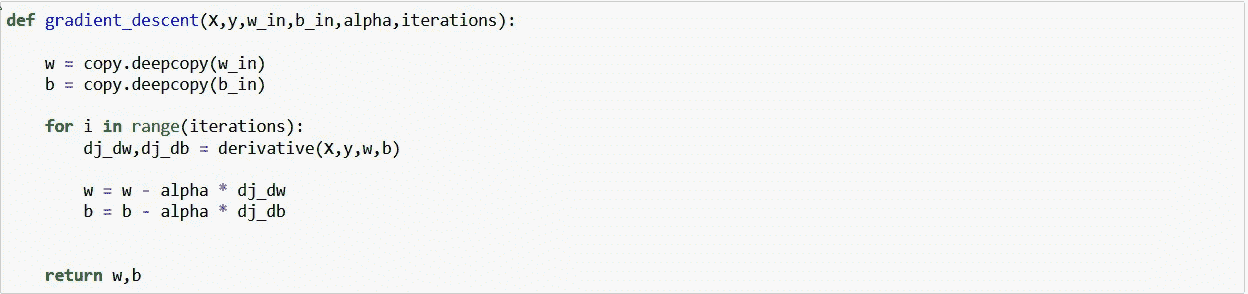 def gradient_descent(X,y,w_in,b_in,alpha,iterations):
w = copy.deepcopy(w_in)
b = copy.deepcopy(b_in)
for i in range(iterations):
dj_dw,dj_db = derivative(X,y,w,b)
w = w - alpha * dj_dw
b = b - alpha * dj_db
return w,b